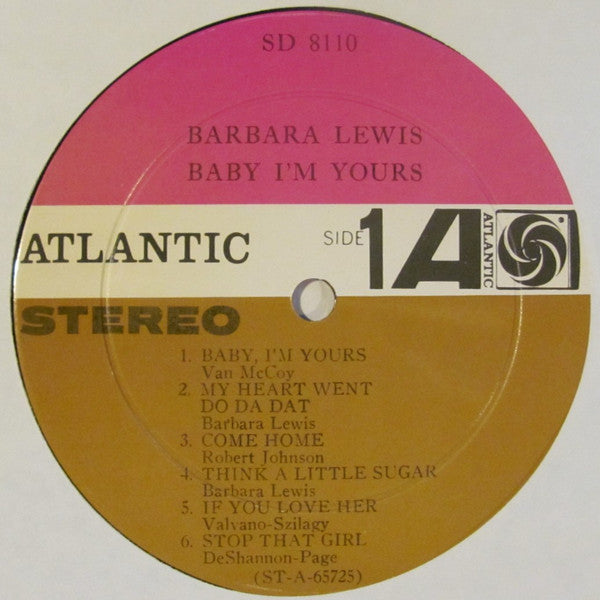 SD 8110
BARBARA LEWIS
BABY I'M YOURS
ATLANTIC
SIDE 1
A
ATLANTIC
STEREO
1. BABY, I'M YOURS
Van McCoy
2. MY HEART WENT
DO DA DAT
Barbara Lewis
3. COME HOME
Robert Johnson
4. THINK A LITTLE SUGAR
Barbara Lewis
5. IF YOU LOVE HER
Valvano-Szilagy
6. STOP THAT GIRL
DeShannon-Page
(ST-A-65725)